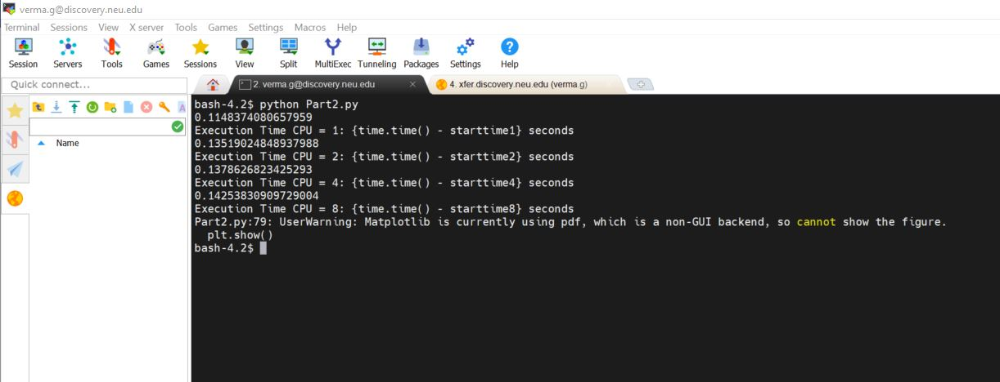 verma.g@discovery.neu.edu
Terminal Sessions View X server Tools Games Settings Macros Help
Session Servers Tools Games Sessions View Split MultiExec Tunneling Packages Settings Help
Quick connect...
2. verma.g@discovery.neu.edu
4. xfer.discovery.neu.edu (verma.g)
A
Name
bash-4.2$ python Part2.py
0.1148374080657959
Execution Time CPU = 1: {time.time() - starttime1} seconds
0.13519024848937988
Execution Time CPU = 2: {time.time() - starttime2} seconds
0.1378626823425293
Execution Time CPU = 4: {time.time() - starttime4} seconds
0.14253830909729004
Execution Time CPU = 8: {time.time() - starttime8} seconds
Part2.py:79: UserWarning: Matplotlib is currently using pdf, which is a non-GUI backend, so cannot show the figure.
plt.show()
bash-4.2$